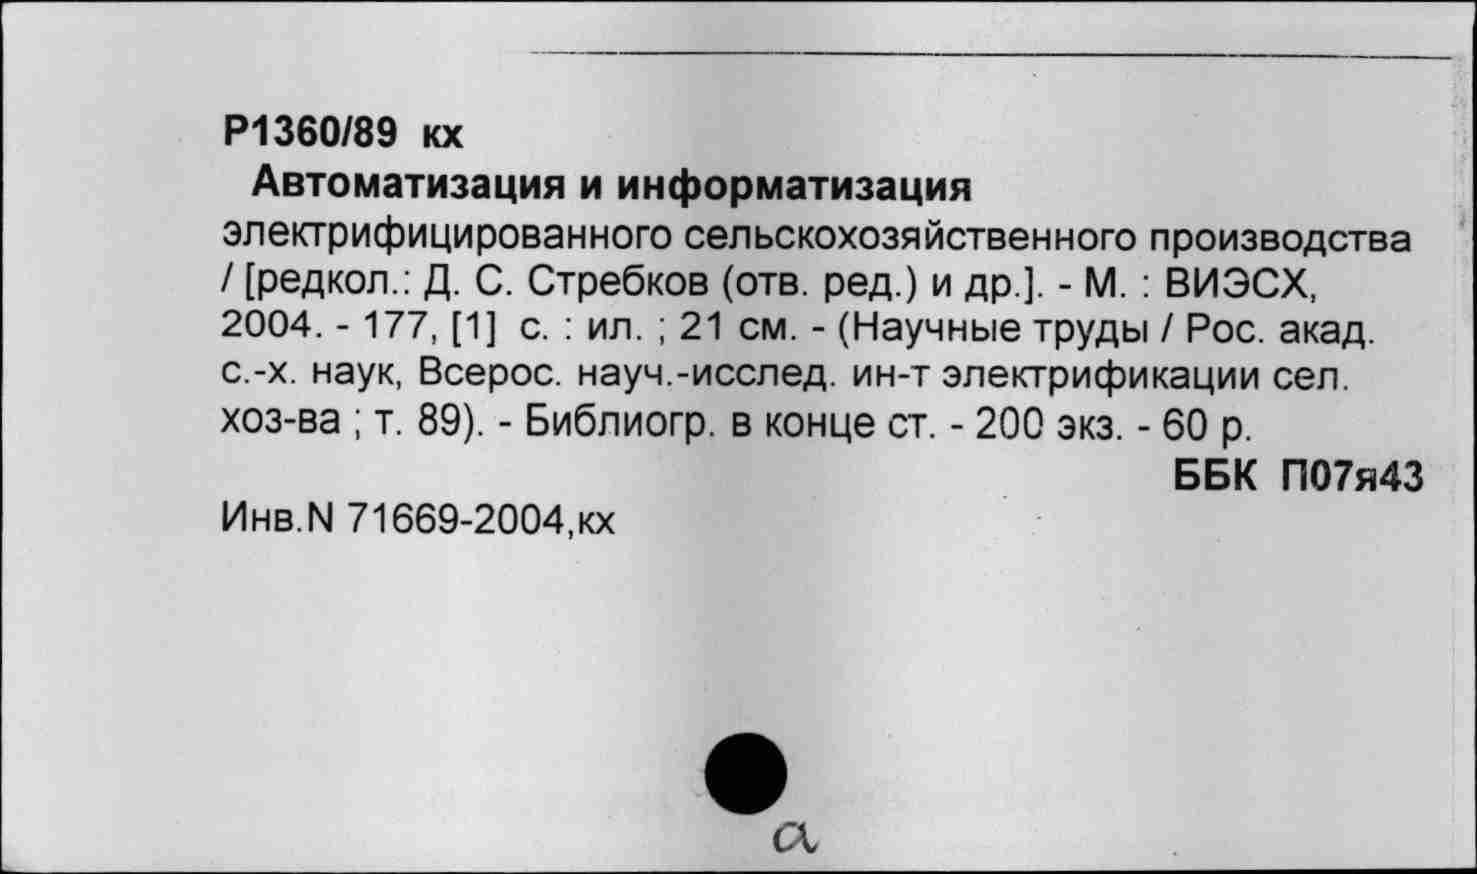 Р1360/89 кх
Автоматизация и информатизация
электрифицированного сельскохозяйственного производства
/ [редкол.: Д. С. Стребков (отв. ред.) и др.]. - М. : ВИЭСХ,
2004. - 177, [1] с. : ил. ; 21 см. - (Научные труды / Рос. акад.
с.-х. наук, Всерос. науч.-исслед. ин-т электрификации сел.
хоз-ва ; т. 89). - Библиогр. в конце ст. - 200 экз. - 60 р.
ББК П07я43
Инв.N 71669-2004,кх
а